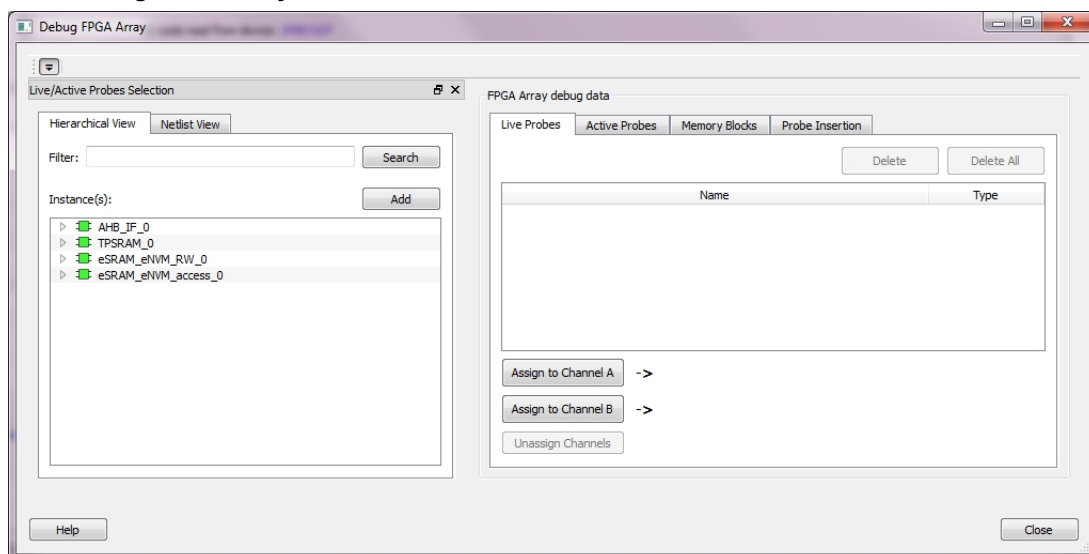 Debug FPGA Array
Live/Active Probes Selection
Hierarchical View Netlist View
Filter: Search
Instance(s): Add
AHB_IF_0
TPSRAM_0
eSRAM_eNVM_RW_0
eSRAM_eNVM_access_0
FPGA Array debug data
Live Probes Active Probes Memory Blocks Probe Insertion
Delete Delete All
Name Type
Assign to Channel A ->
Assign to Channel B ->
Unassign Channels
Help Close